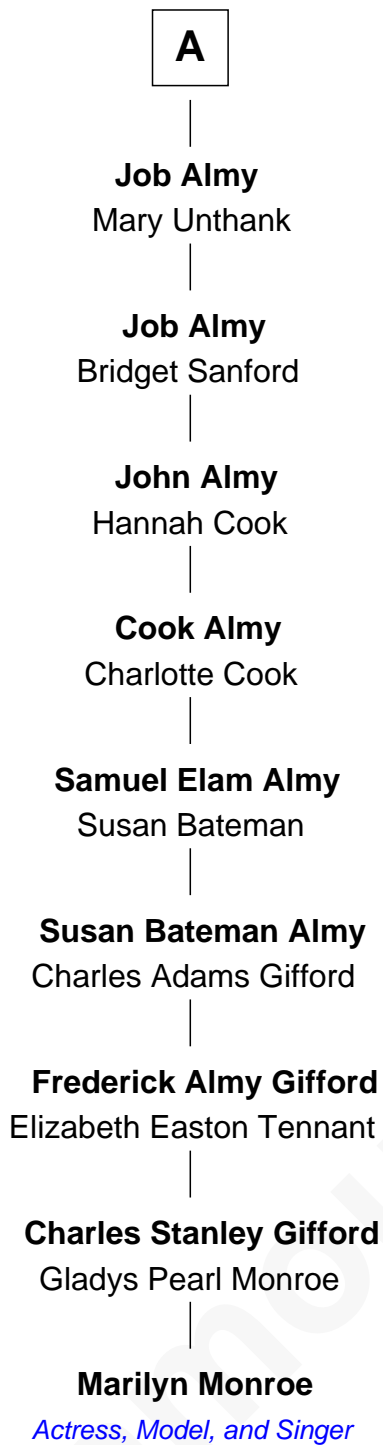 A
Job Almy
Mary Unthank
Job Almy
Bridget Sanford
John Almy
Hannah Cook
Cook Almy
Charlotte Cook
Samuel Elam Almy
Susan Bateman
Susan Bateman Almy
Charles Adams Gifford
Frederick Almy Gifford
Elizabeth Easton Tennant
Charles Stanley Gifford
Gladys Pearl Monroe
Marilyn Monroe
Actress, Model, and Singer